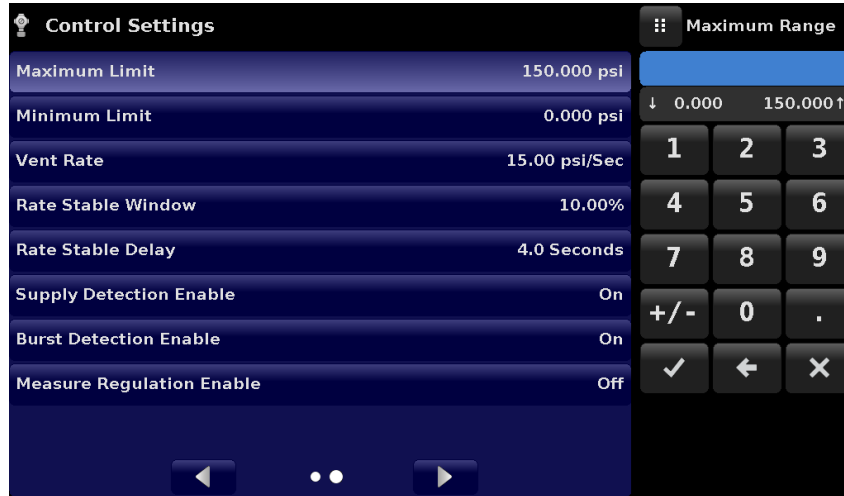 Control Settings
Maximum Limit 150.000 psi
Minimum Limit 0.000 psi
Vent Rate 15.00 psi/Sec
Rate Stable Window 10.00%
Rate Stable Delay 4.0 Seconds
Supply Detection Enable On
Burst Detection Enable On
Measure Regulation Enable Off
Maximum Range
↓ 0.000 150.000↑
1 2 3
4 5 6
7 8 9
+/- 0 .